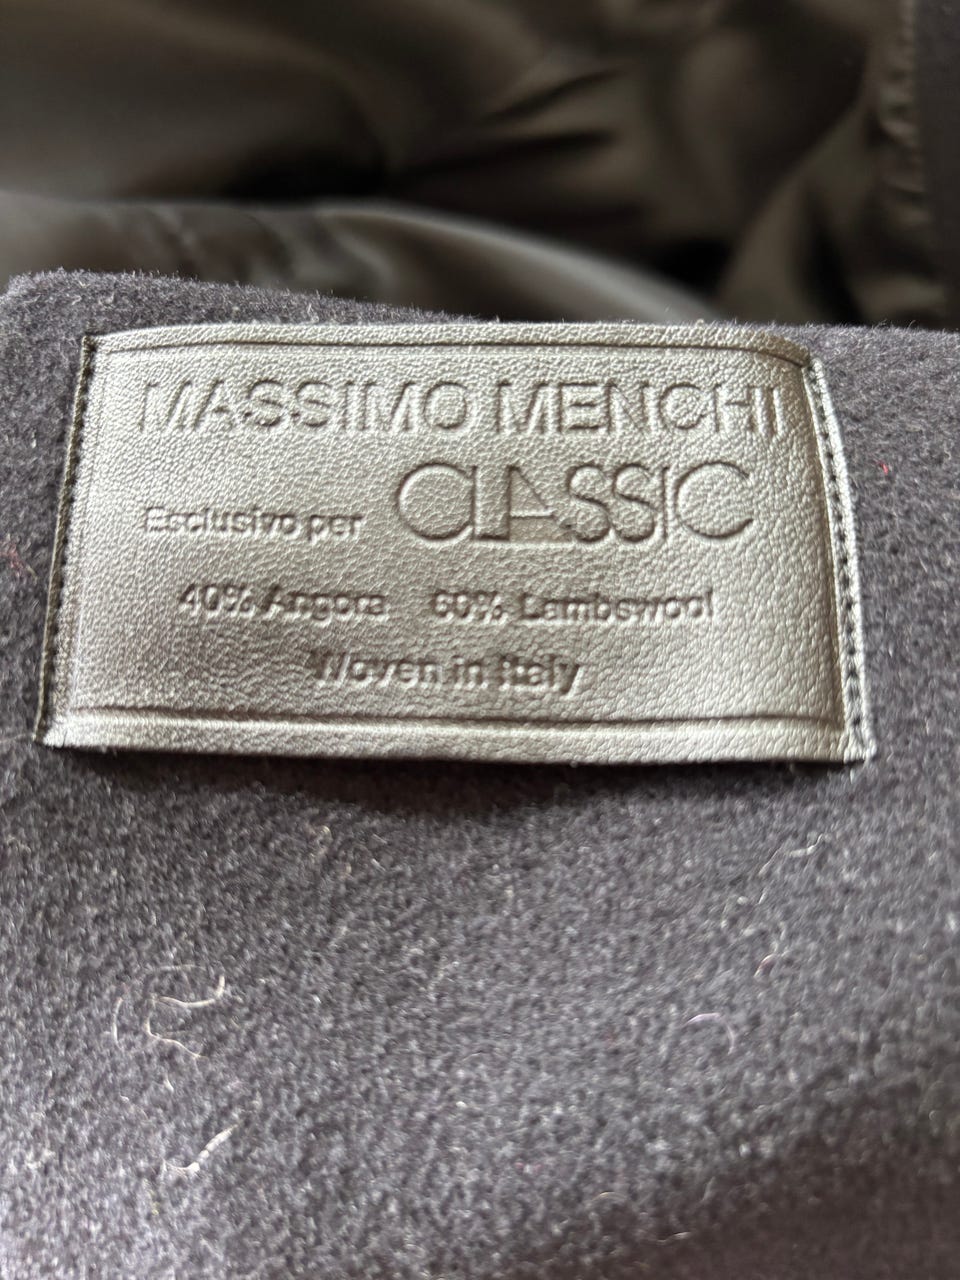 MASSIMO MENCHI
Esclusivo per CLASSIC
40% Angora 60% Lambswool
Woven in Italy